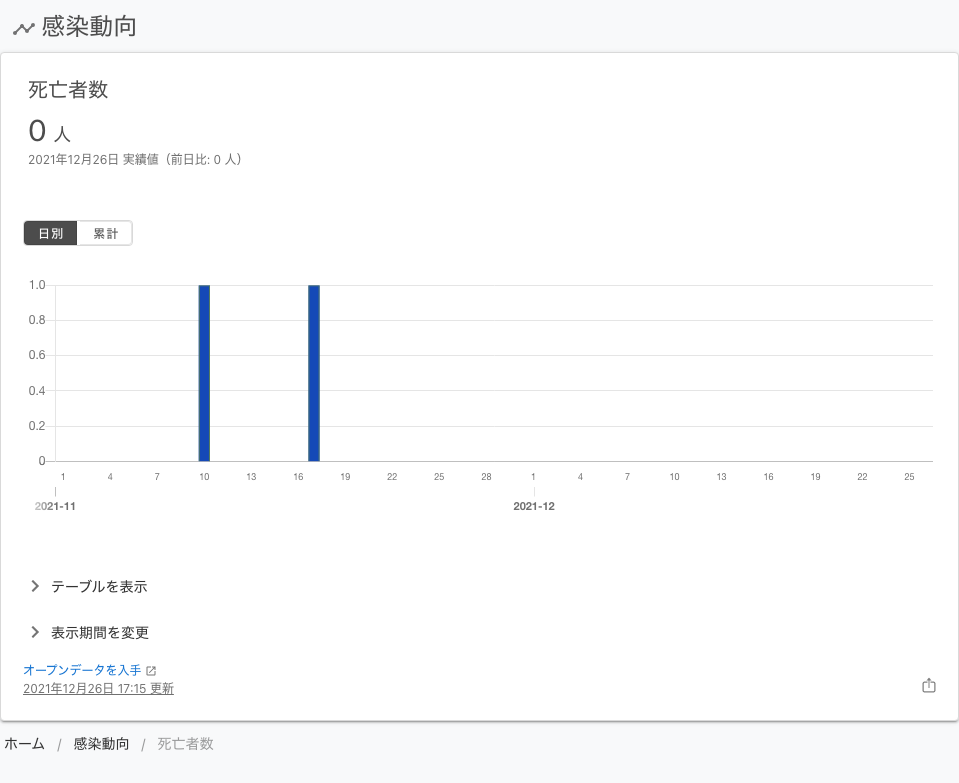 感染動向
死亡者数
0 人
2021年12月26日 実績値（前日比: 0 人）
日別 累計
1.0
0.8
0.6
0.4
0.2
0
1 4 7 10 13 16 19 22 25 28 1 4 7 10 13 16 19 22 25
2021-11 2021-12
テーブルを表示
表示期間を変更
オープンデータを入手
2021年12月26日 17:15 更新
ホーム / 感染動向 / 死亡者数